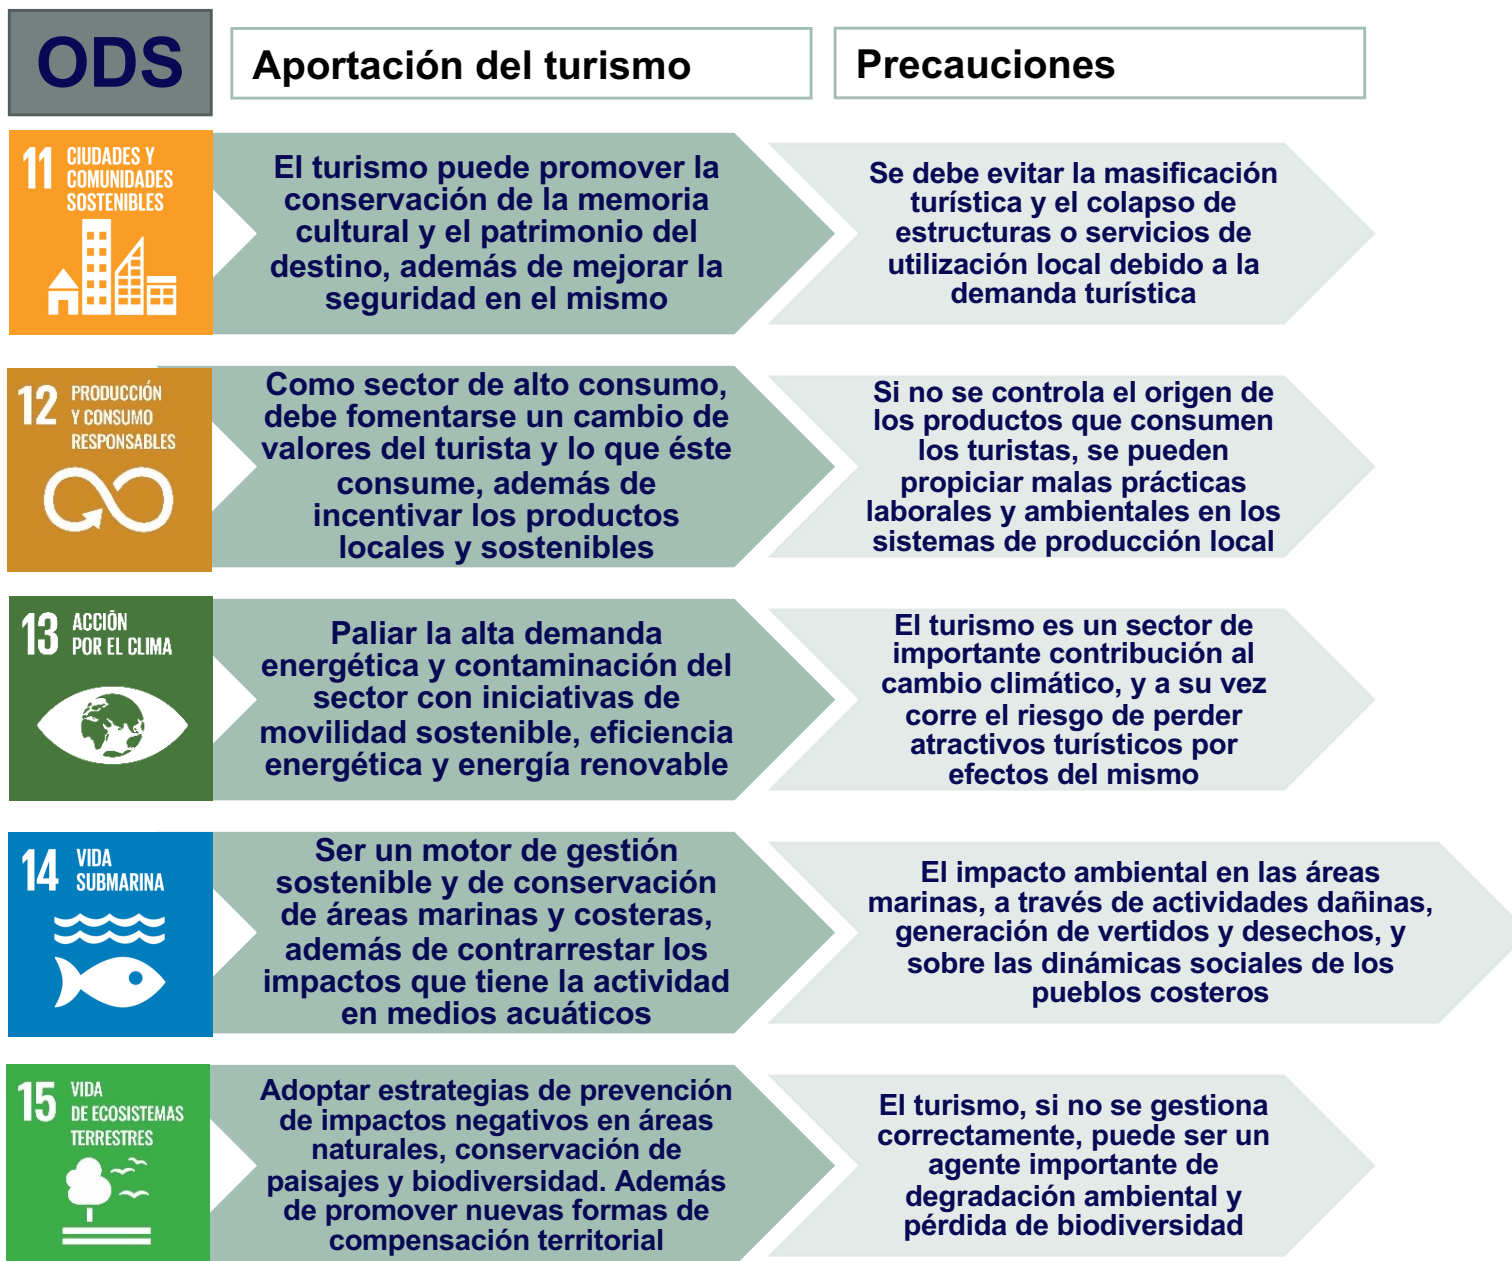 ODS
Aportación del turismo
Precauciones
11 CIUDADES Y
COMUNIDADES
SOSTENIBLES
El turismo puede promover la
conservación de la memoria
cultural y el patrimonio del
destino, además de mejorar la
seguridad en el mismo
Se debe evitar la masificación
turística y el colapso de
estructuras o servicios de
utilización local debido a la
demanda turística
12 PRODUCCIÓN
Y CONSUMO
RESPONSABLES
Como sector de alto consumo,
debe fomentarse un cambio de
valores del turista y lo que éste
consume, además de
incentivar los productos
locales y sostenibles
Si no se controla el origen de
los productos que consumen
los turistas, se pueden
propiciar malas prácticas
laborales y ambientales en los
sistemas de producción local
13 ACCIÓN
POR EL CLIMA
Paliar la alta demanda
energética y contaminación del
sector con iniciativas de
movilidad sostenible, eficiencia
energética y energía renovable
El turismo es un sector de
importante contribución al
cambio climático, y a su vez
corre el riesgo de perder
atractivos turísticos por
efectos del mismo
14 VIDA
SUBMARINA
Ser un motor de gestión
sostenible y de conservación
de áreas marinas y costeras,
además de contrarrestar los
impactos que tiene la actividad
en medios acuáticos
El impacto ambiental en las áreas
marinas, a través de actividades dañinas,
generación de vertidos y desechos, y
sobre las dinámicas sociales de los
pueblos costeros
15 VIDA
DE ECOSISTEMAS
TERRESTRES
Adoptar estrategias de prevención
de impactos negativos en áreas
naturales, conservación de
paisajes y biodiversidad. Además
de promover nuevas formas de
compensación territorial
El turismo, si no se gestiona
correctamente, puede ser un
agente importante de
degradación ambiental y
pérdida de biodiversidad